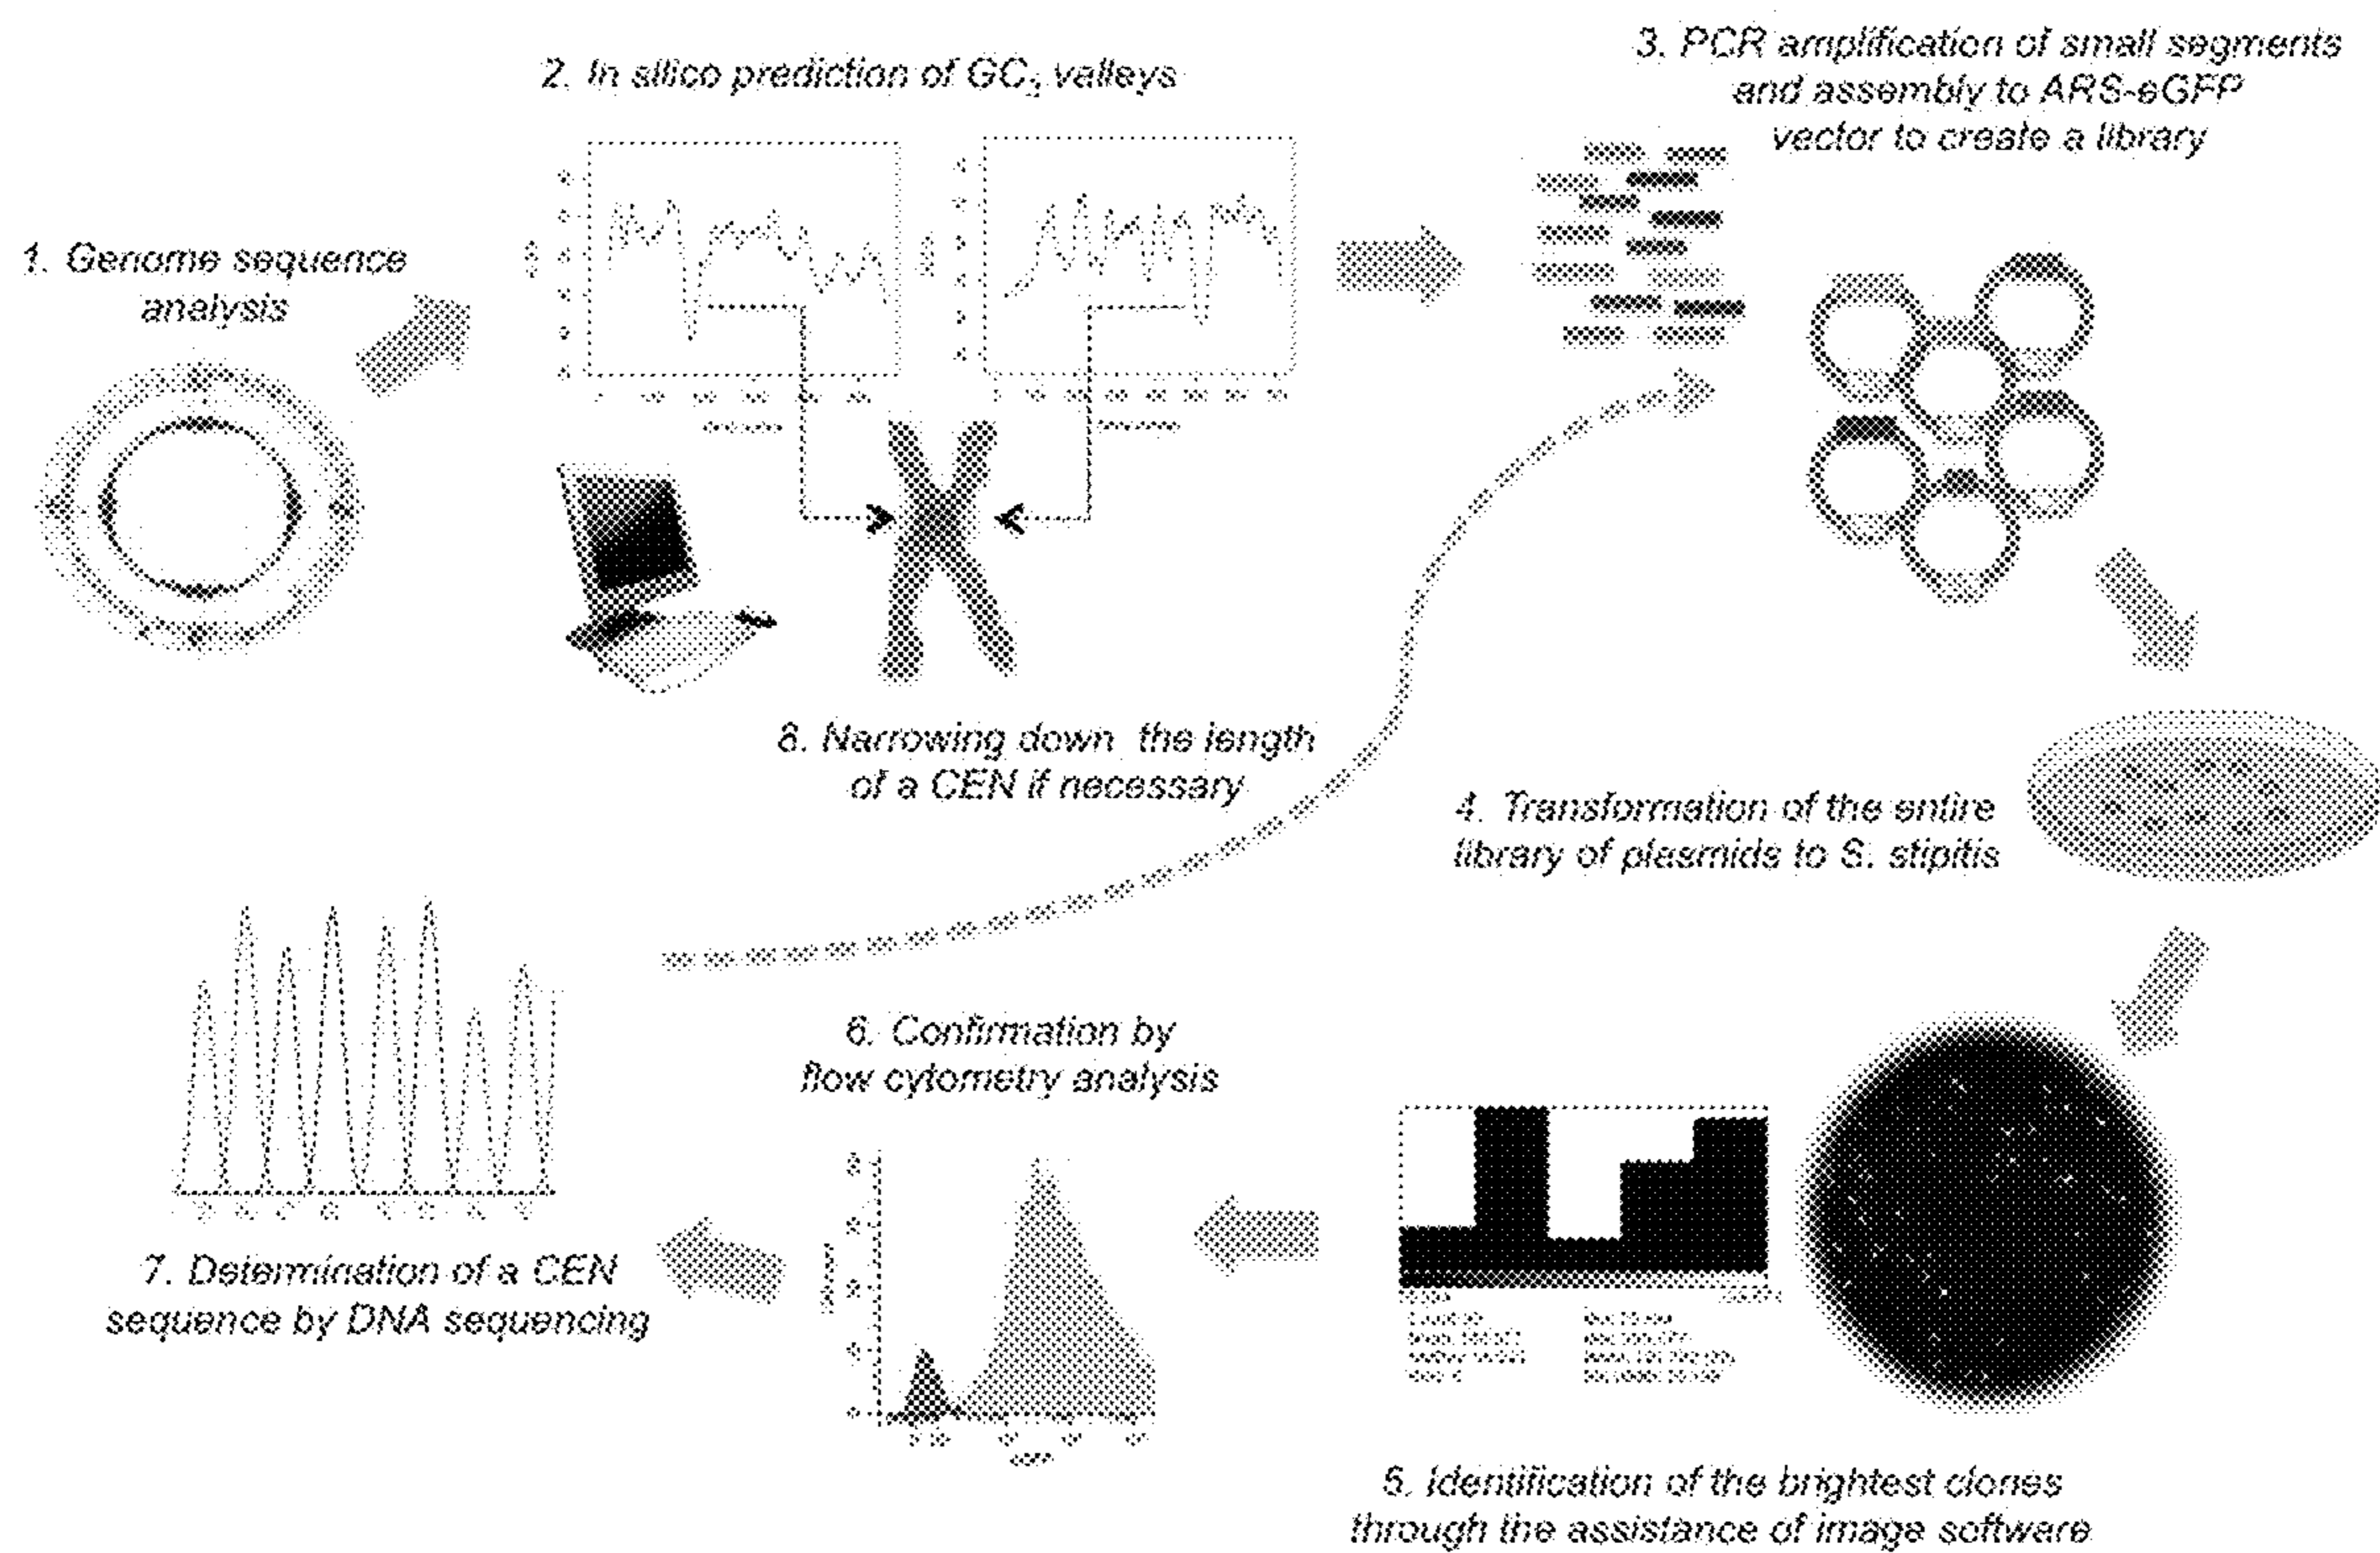 1. Genome sequence
analysis
2. In silico prediction of GC3 valleys
3. PCR amplification of small segments
and assembly to ARS-eGFP
vector to create a library
4. Transformation of the entire
library of plasmids to S. stipitis
5. Identification of the brightest clones
through the assistance of image software
6. Confirmation by
flow cytometry analysis
7. Determination of a CEN
sequence by DNA sequencing
8. Narrowing down the length
of a CEN if necessary